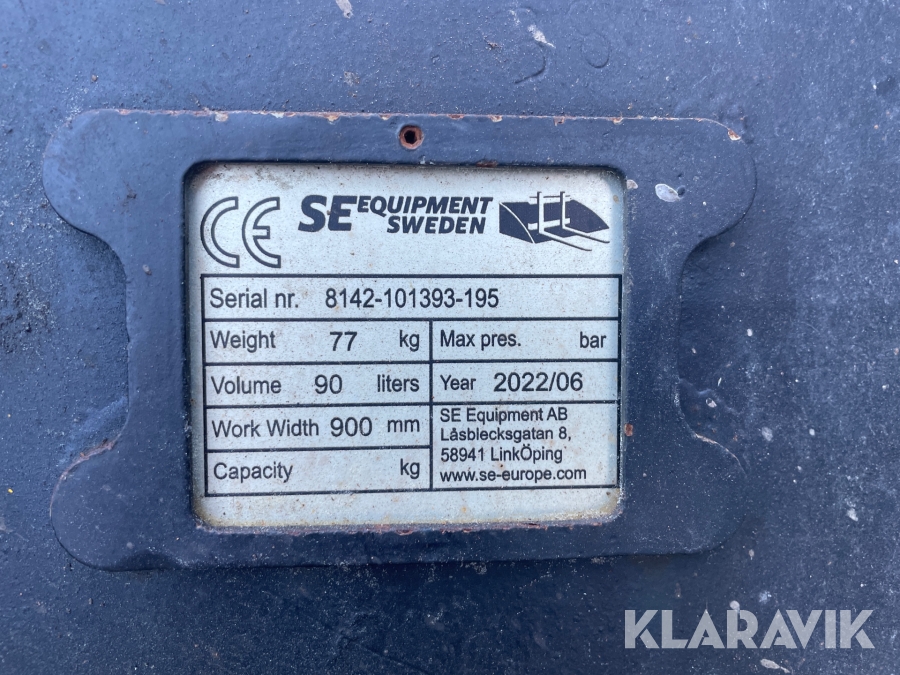 CE SE EQUIPMENT
SWEDEN
Serial nr. 8142-101393-195
Weight 77 kg Max pres. bar
Volume 90 liters Year 2022/06
Work Width 900 mm
Capacity kg
SE Equipment AB
Låsblecksgatan 8,
58941 LinkÖping
www.se-europe.com
KLARAVIK